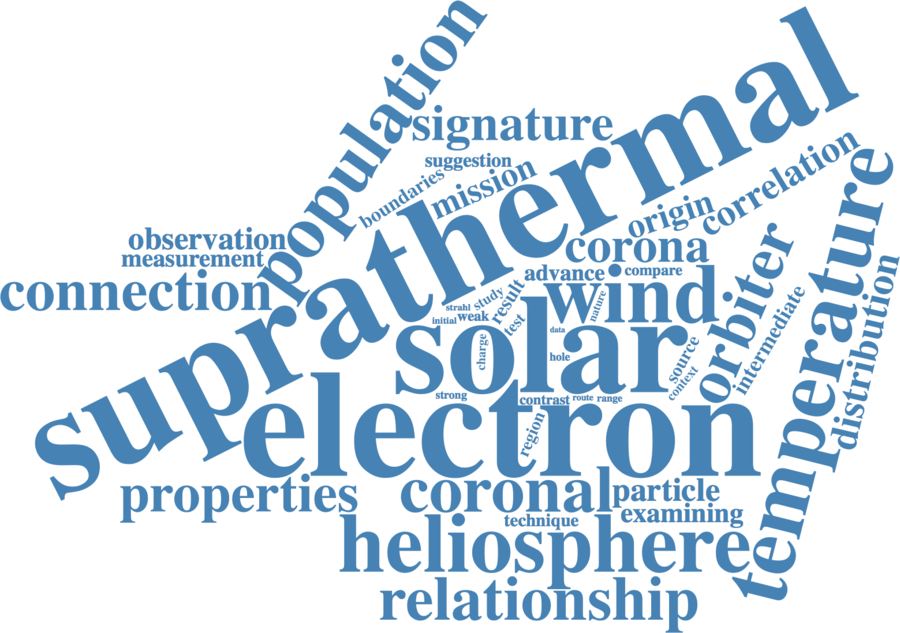 population
signature
suprathermal
suggestion
boundaries
mission
correlation
origin
observation
measurement
corona
temperature
connection
advance
compare
wind
orbiter
distribution
nature
result
study
strahl
initial
weak
test
intermediate
solar
data
charge
hole
source
context
strong
contrast
route
range
electron
region
properties
coronal
particle
technique
examining
heliosphere
relationship